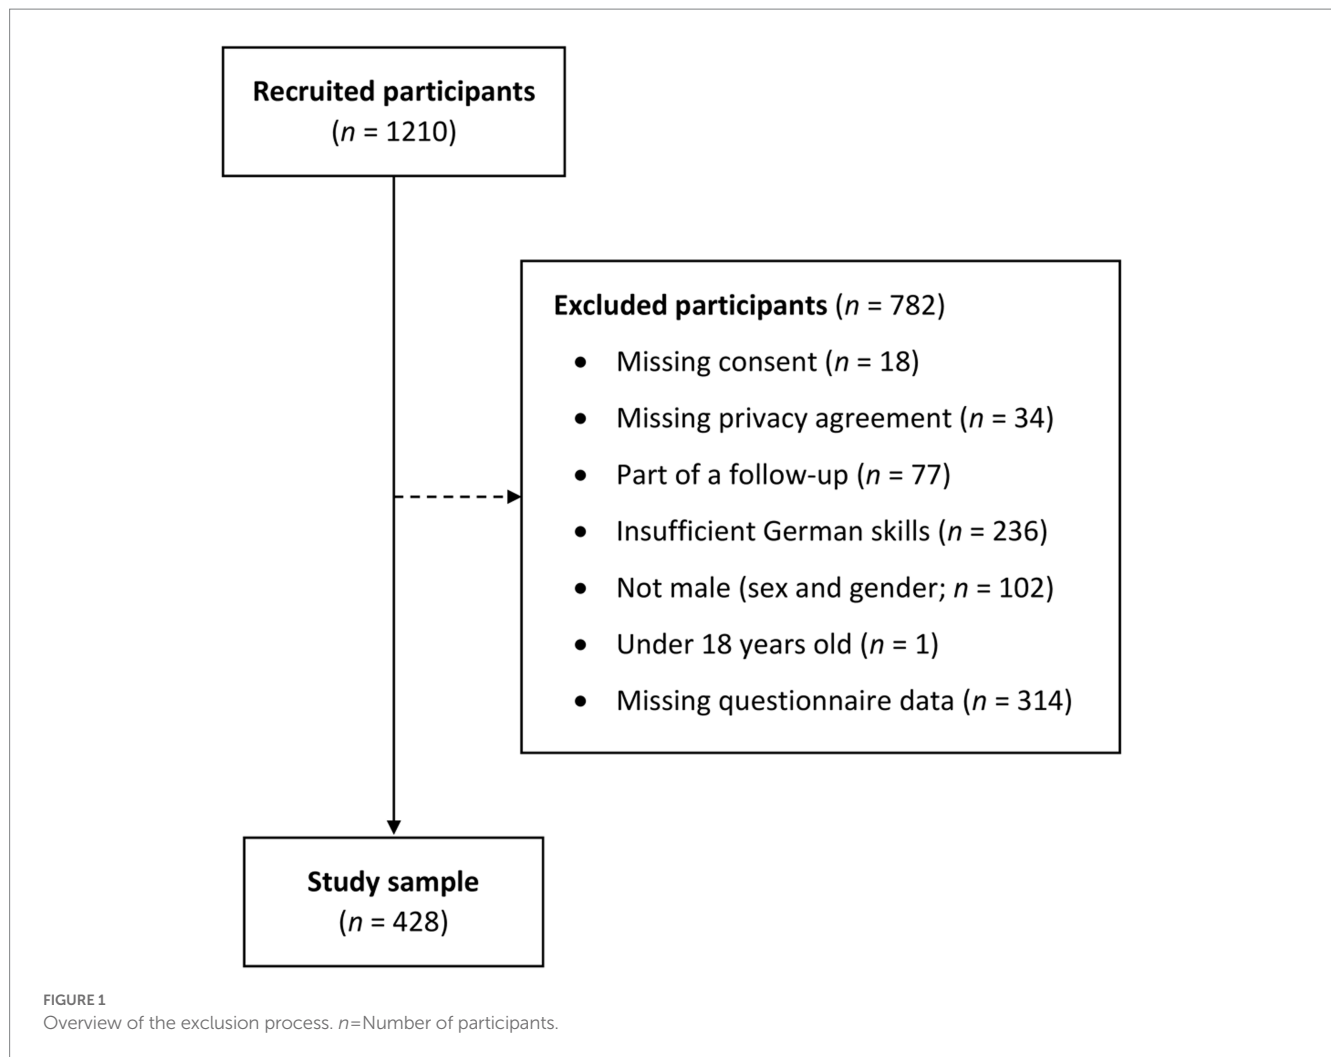 Recruited participants
(n = 1210)
Excluded participants (n = 782)
• Missing consent (n = 18)
• Missing privacy agreement (n = 34)
• Part of a follow-up (n = 77)
• Insufficient German skills (n = 236)
• Not male (sex and gender; n = 102)
• Under 18 years old (n = 1)
• Missing questionnaire data (n = 314)
Study sample
(n = 428)
FIGURE 1
Overview of the exclusion process. n=Number of participants.